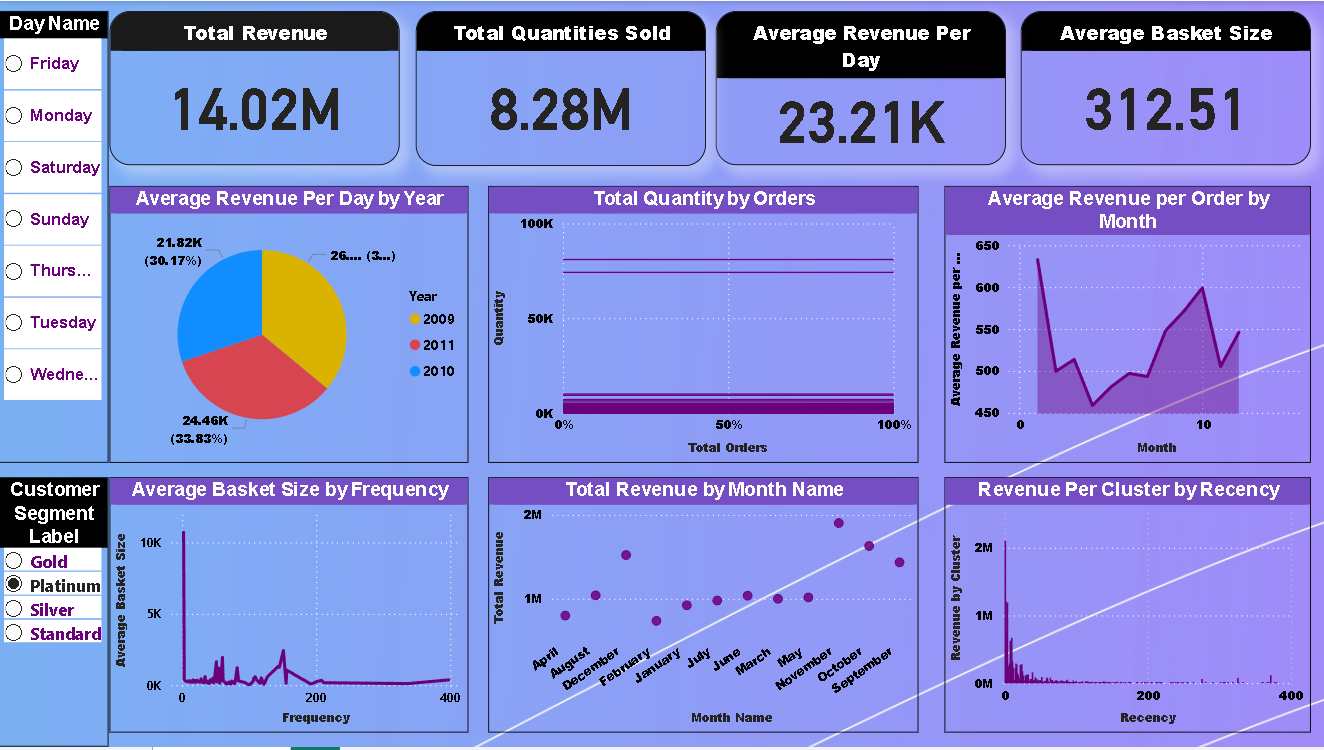 Day Name
Friday
Monday
Saturday
Sunday
Thurs...
Tuesday
Wedne...
Total Revenue
14.02M
Total Quantities Sold
8.28M
Average Revenue Per
Day
23.21K
Average Basket Size
312.51
Average Revenue Per Day by Year
21.82K
(30.17%)
26.... (3...)
24.46K
(33.83%)
Year
2009
2011
2010
Total Quantity by Orders
Quantity
100K
50K
0K
0%
50%
100%
Total Orders
Average Revenue per Order by
Month
Average Revenue per ...
650
600
550
500
450
0
10
Month
Customer
Segment
Label
Gold
Platinum
Silver
Standard
Average Basket Size by Frequency
Average Basket Size
10K
5K
0K
0
200
400
Frequency
Total Revenue by Month Name
Total Revenue
2M
1M
April
August
December
February
January
July
June
March
May
November
October
September
Month Name
Revenue Per Cluster by Recency
Revenue by Cluster
2M
1M
0M
0
200
400
Recency